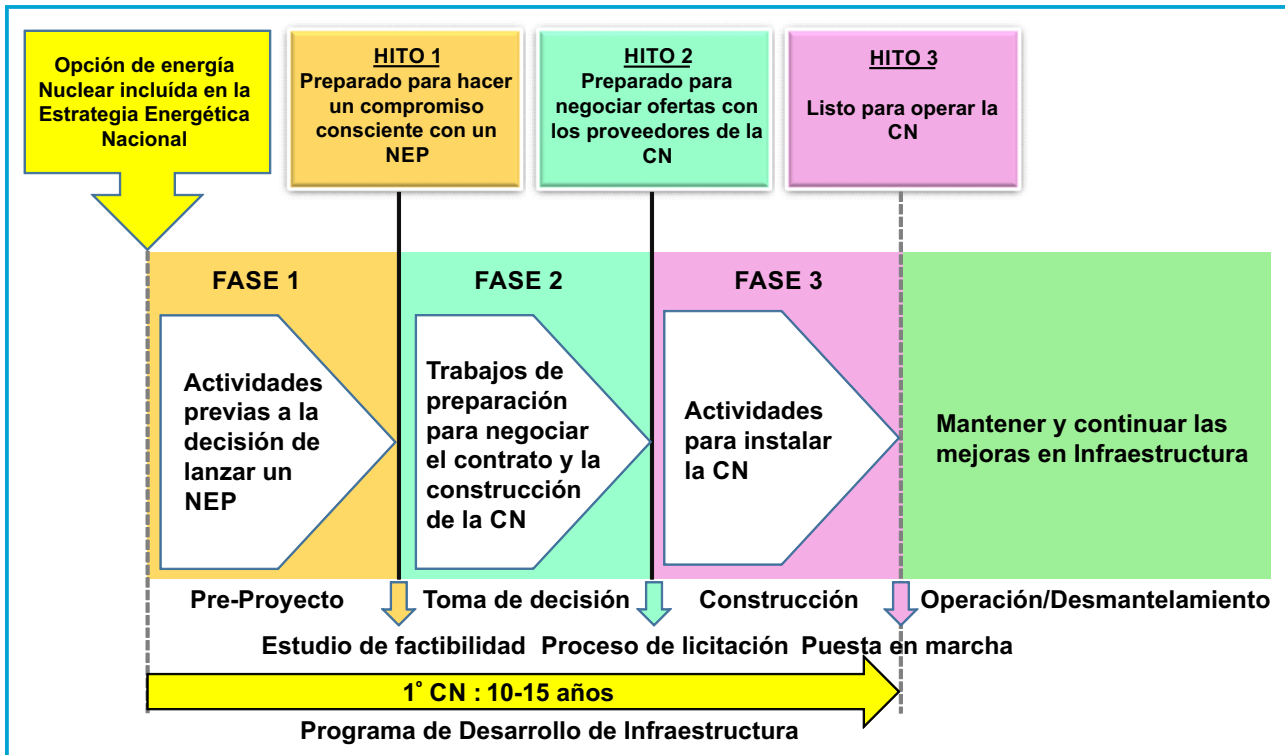 Opción de energía
Nuclear incluída en la
Estrategia Energética
Nacional
HITO 1
Preparado para hacer
un compromiso
consciente con un
NEP
HITO 2
Preparado para
negociar ofertas con
los proveedores de la
CN
HITO 3
Listo para operar la
CN
FASE 1
FASE 2
FASE 3
Actividades
previas a la
decisión de
lanzar un
NEP
Trabajos de
preparación
para negociar
el contrato y la
construcción
de la CN
Actividades
para instalar
la CN
Mantener y continuar las
mejoras en Infraestructura
Pre-Proyecto
Toma de decisión
Construcción
Operación/Desmantelamiento
Estudio de factibilidad
Proceso de licitación
Puesta en marcha
1° CN : 10-15 años
Programa de Desarrollo de Infraestructura